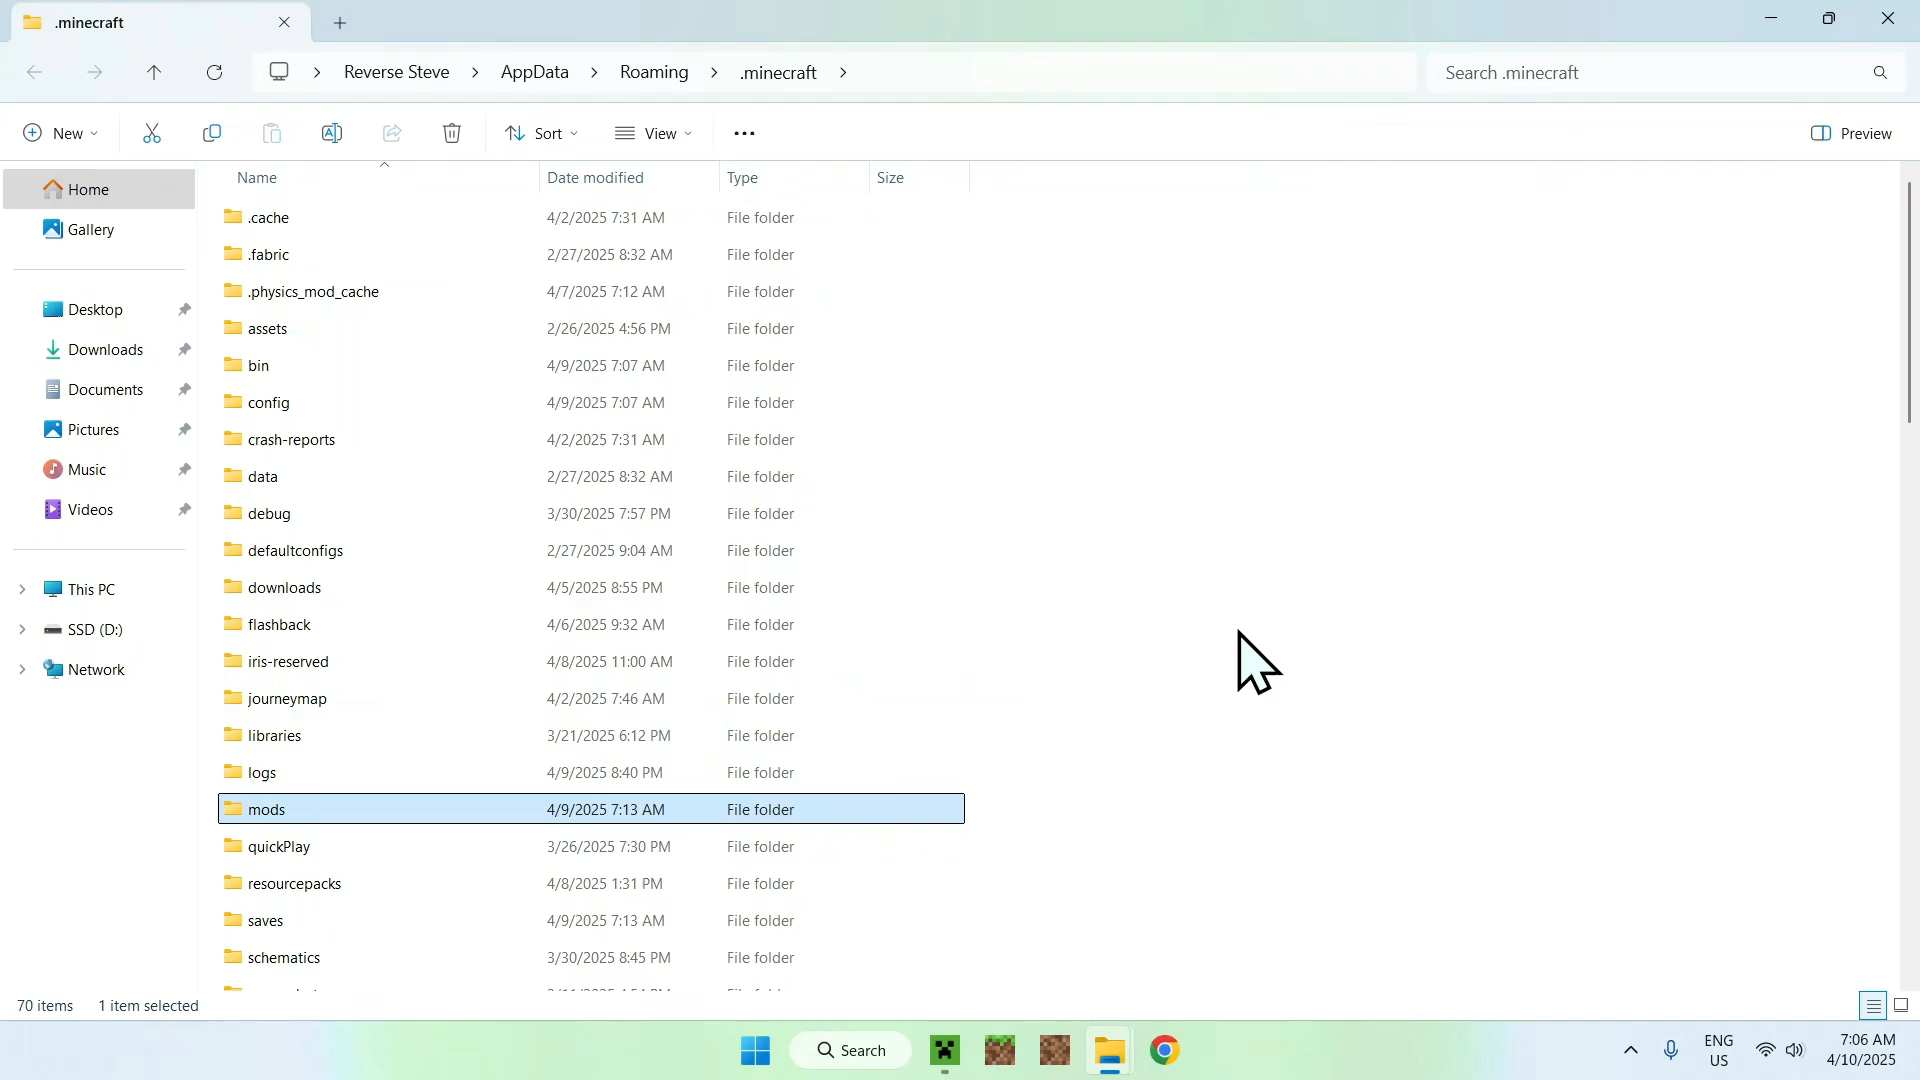 .minecraft
Reverse Steve > AppData > Roaming > .minecraft >
Search .minecraft
New
Sort
View
Preview
Name Date modified Type Size
Home
Gallery
Desktop
Downloads
Documents
Pictures
Music
Videos
This PC
SSD (D:)
Network
.cache 4/2/2025 7:31 AM File folder
.fabric 2/27/2025 8:32 AM File folder
.physics_mod_cache 4/7/2025 7:12 AM File folder
assets 2/26/2025 4:56 PM File folder
bin 4/9/2025 7:07 AM File folder
config 4/9/2025 7:07 AM File folder
crash-reports 4/2/2025 7:31 AM File folder
data 2/27/2025 8:32 AM File folder
debug 3/30/2025 7:57 PM File folder
defaultconfigs 2/27/2025 9:04 AM File folder
downloads 4/5/2025 8:55 PM File folder
flashback 4/6/2025 9:32 AM File folder
iris-reserved 4/8/2025 11:00 AM File folder
journeymap 4/2/2025 7:46 AM File folder
libraries 3/21/2025 6:12 PM File folder
logs 4/9/2025 8:40 PM File folder
mods 4/9/2025 7:13 AM File folder
quickPlay 3/26/2025 7:30 PM File folder
resourcepacks 4/8/2025 1:31 PM File folder
saves 4/9/2025 7:13 AM File folder
schematics 3/30/2025 8:45 PM File folder
70 items 1 item selected
Search
ENG
US
7:06 AM
4/10/2025